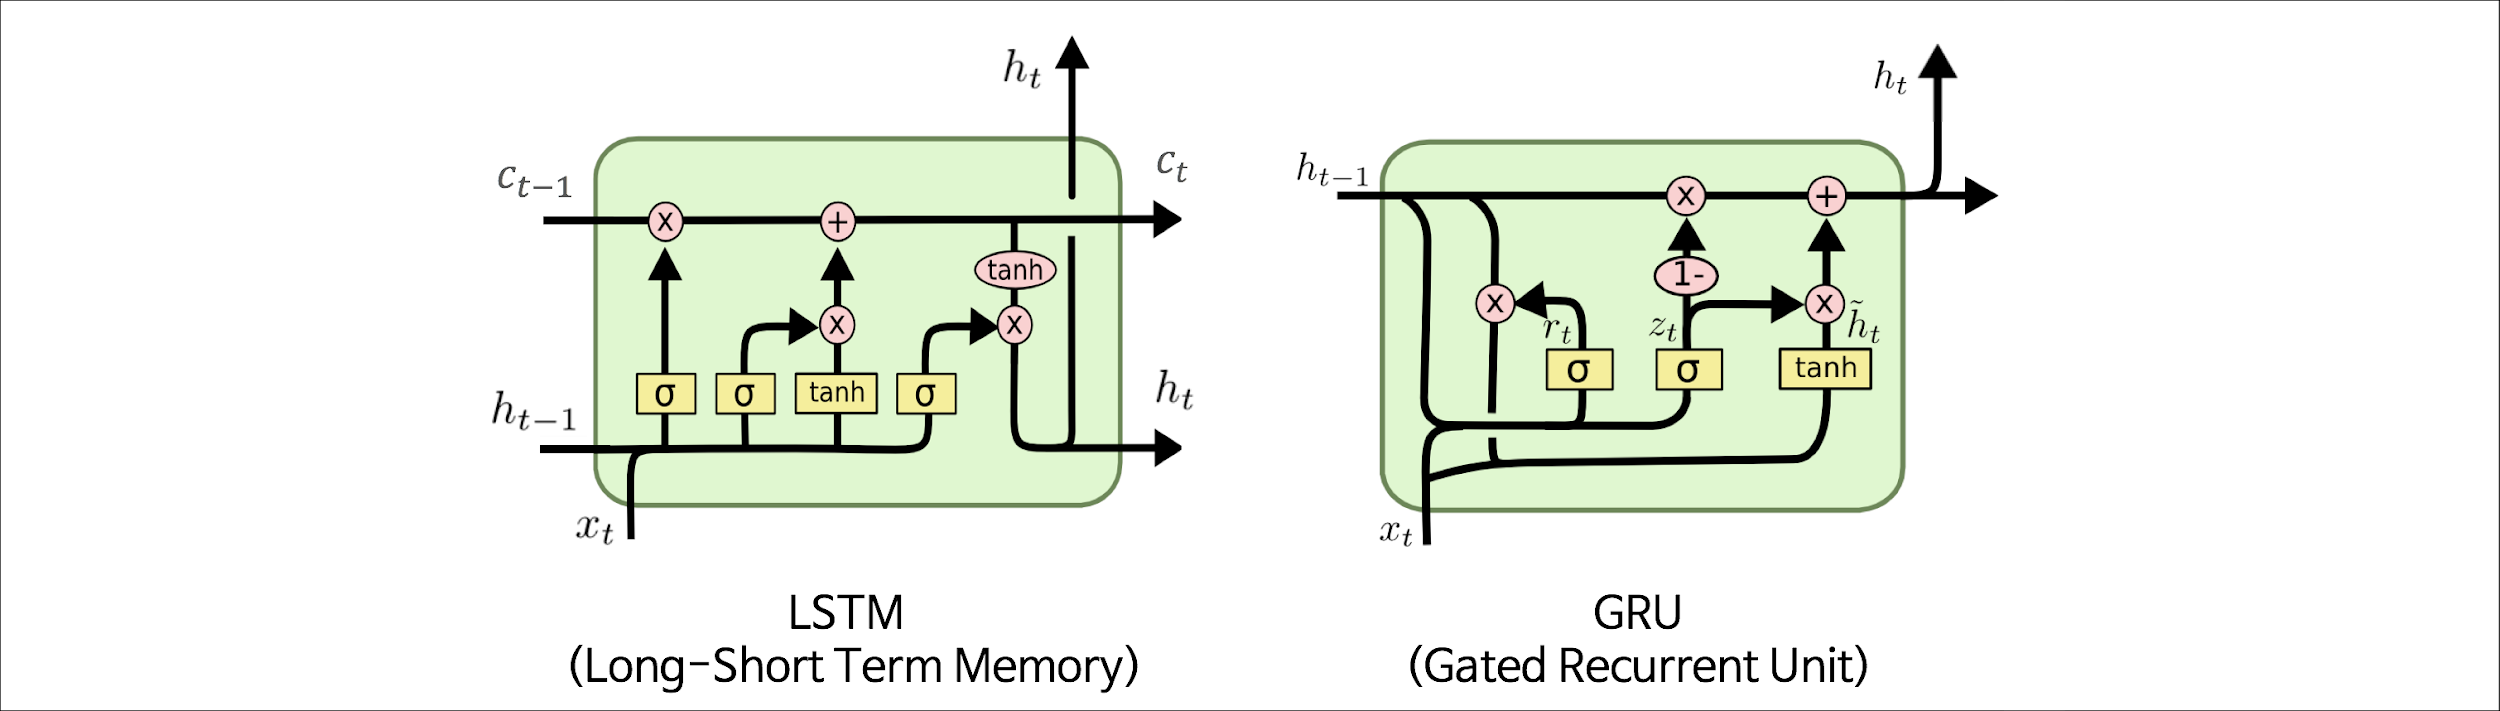 h_t
c_{t-1}
x
+
c_t
tanh
x
x
σ
σ
tanh
σ
h_{t-1}
h_t
x_t
LSTM
(Long-Short Term Memory)
h_t
h_{t-1}
x
+
1-
x
x
r_t
z_t
h̃_t
σ
σ
tanh
x_t
GRU
(Gated Recurrent Unit)